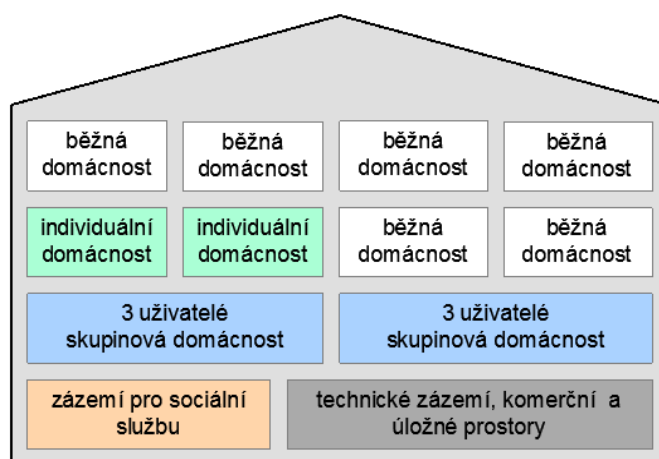 běžná
domácnost
běžná
domácnost
běžná
domácnost
běžná
domácnost
individuální
domácnost
individuální
domácnost
běžná
domácnost
běžná
domácnost
3 uživatelé
skupinová domácnost
3 uživatelé
skupinová domácnost
zázemí pro sociální
službu
technické zázemí, komerční a
úložné prostory